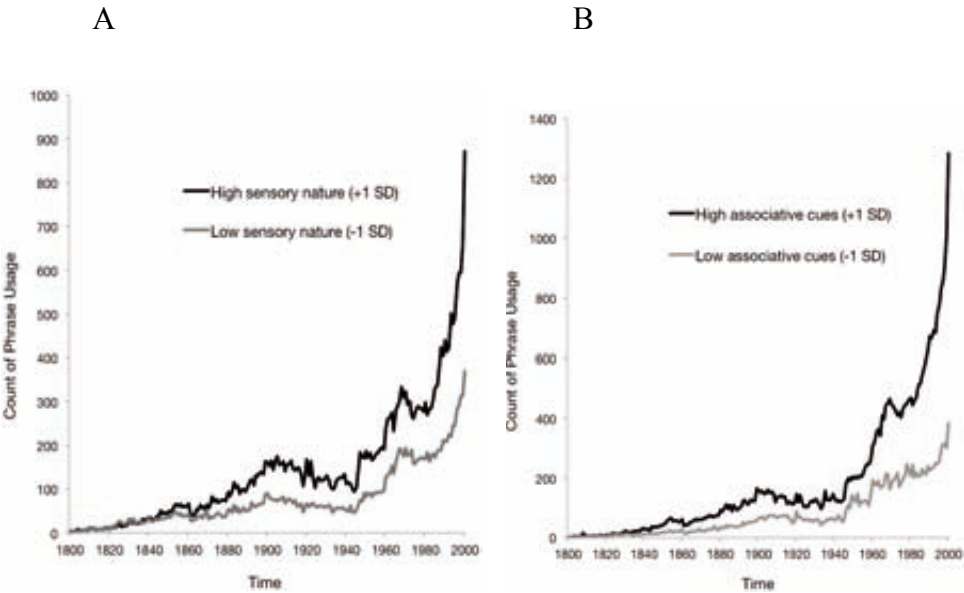 A
B
1000
900
800
700
600
500
400
300
200
100
0
High sensory nature (+1 SD)
Low sensory nature (-1 SD)
Count of Phrase Usage
1800 1820 1840 1860 1880 1900 1920 1940 1960 1980 2000
Time
1400
1200
1000
800
600
400
200
0
High associative cues (+1 SD)
Low associative cues (-1 SD)
Count of Phrase Usage
1800 1820 1840 1860 1880 1900 1920 1940 1960 1980 2000
Time